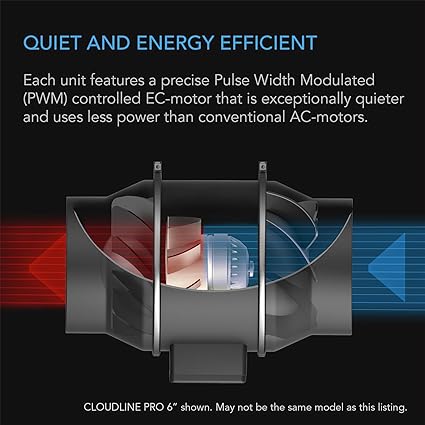 QUIET AND ENERGY EFFICIENT
Each unit features a precise Pulse Width Modulated
(PWM) controlled EC-motor that is exceptionally quieter
and uses less power than conventional AC-motors.
CLOUDLINE PRO 6” shown. May not be the same model as this listing.